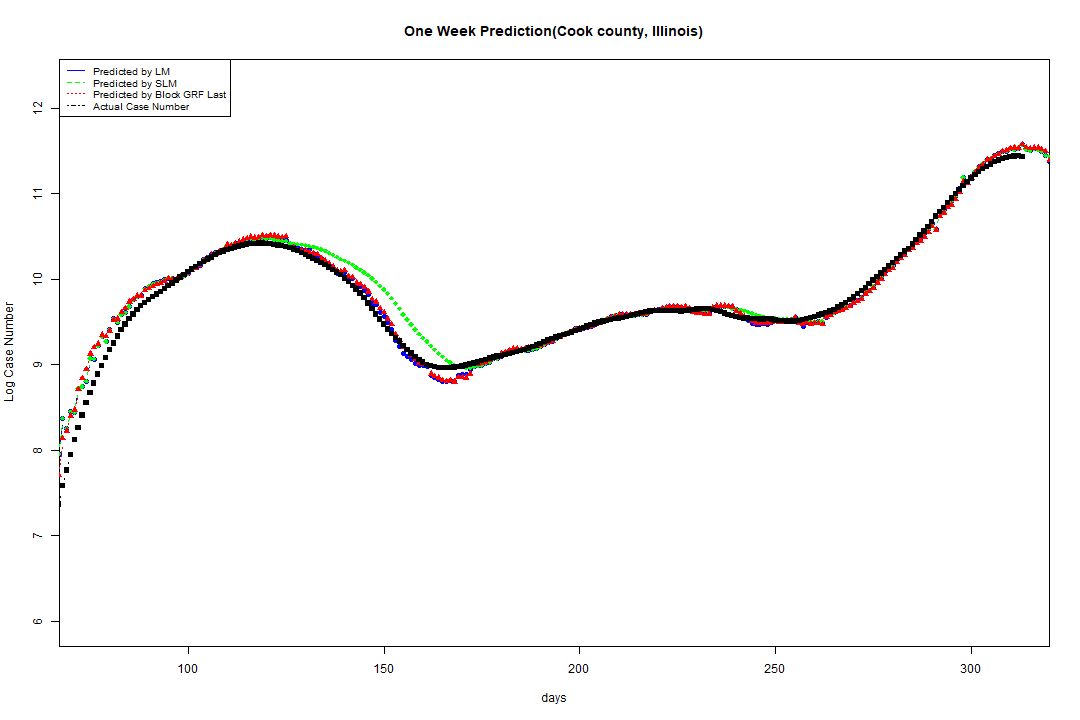 One Week Prediction(Cook county, Illinois)
Predicted by LM
Predicted by SLM
Predicted by Block GRF Last
Actual Case Number
12
11
10
9
8
7
6
Log Case Number
100 150 200 250 300
days